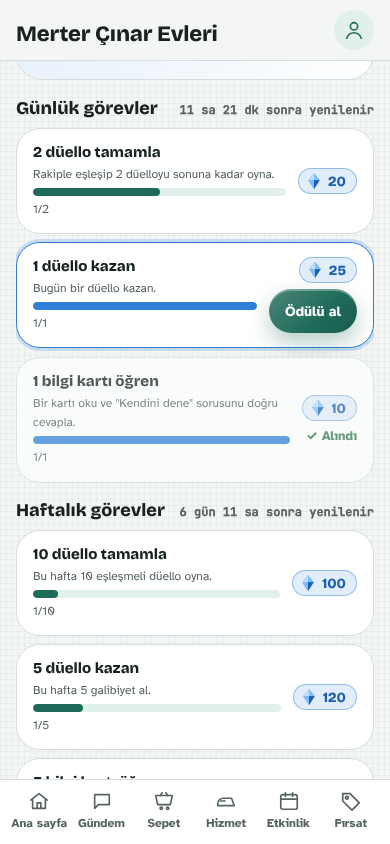 Merter Çınar Evleri
Günlük görevler 11 sa 21 dk sonra yenilenir
2 düello tamamla
Rakiple eşleşip 2 düelloyu sonuna kadar oyna.
20
1/2
1 düello kazan
25
Bugün bir düello kazan.
Ödülü al
1/1
1 bilgi kartı öğren
Bir kartı oku ve "Kendini dene" sorusunu doğru
cevapla.
10
✓ Alındı
1/1
Haftalık görevler 6 gün 11 sa sonra yenilenir
10 düello tamamla
Bu hafta 10 eşleşmeli düello oyna.
100
1/10
5 düello kazan
Bu hafta 5 galibiyet al.
120
1/5
Ana sayfa Gündem Sepet Hizmet Etkinlik Fırsat